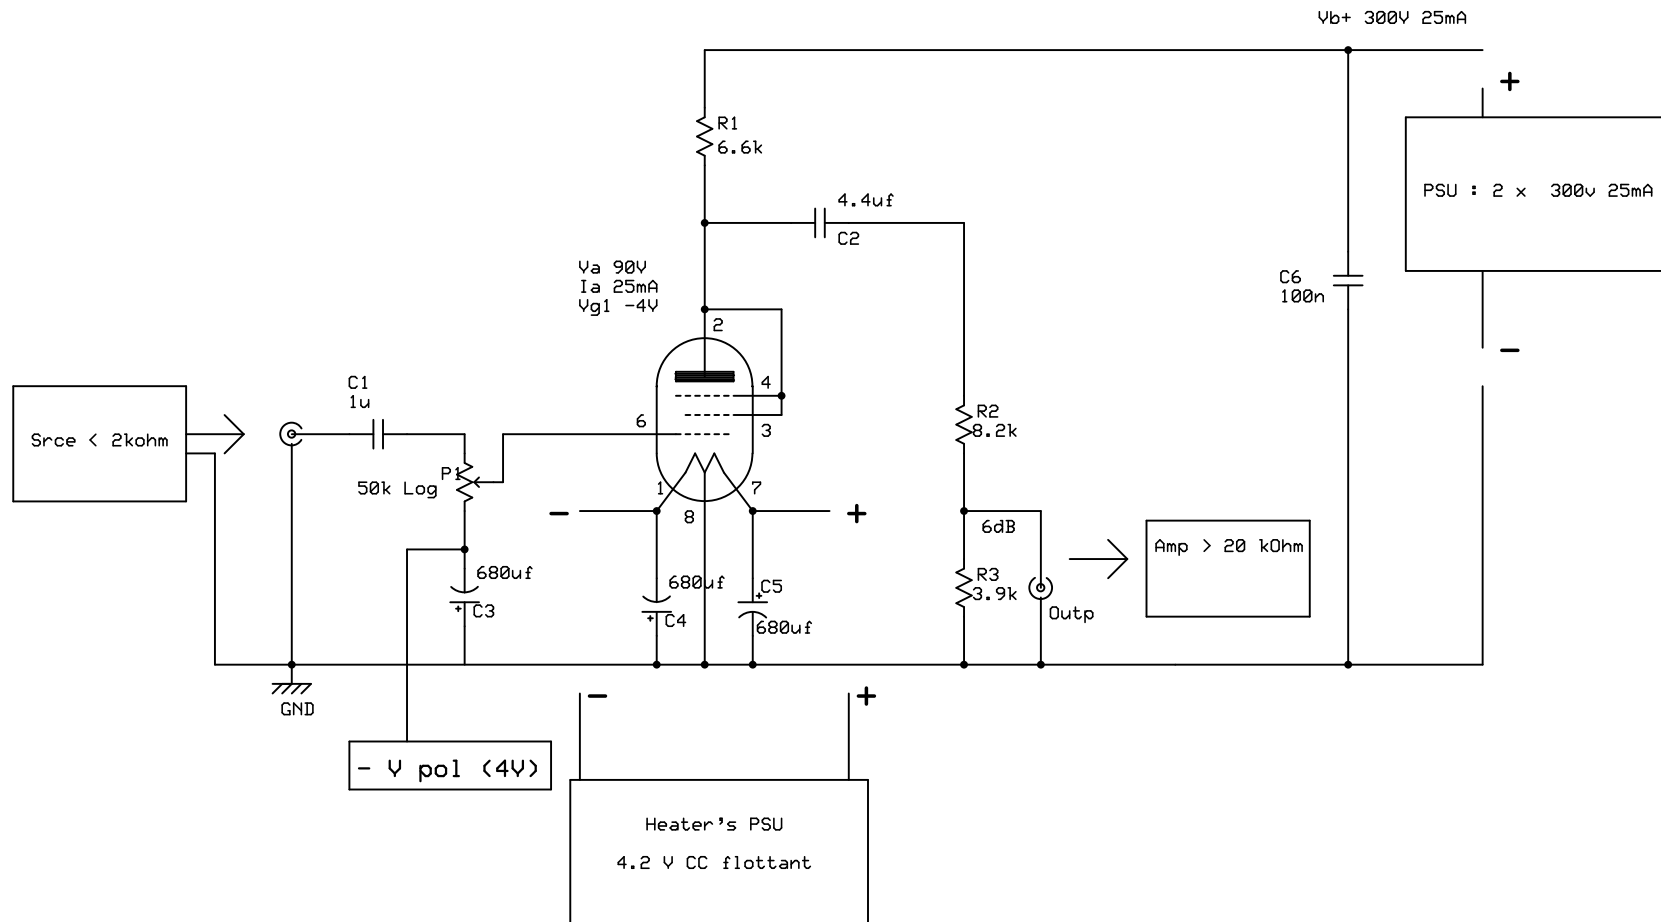 Vb+ 300V 25mA
+
R1
6.6k
PSU : 2 x 300v 25mA
4.4uf
C2
Va 90V
Ia 25mA
Vg1 -4V
C6
100n
2
-
C1
1u
4
Srce < 2kohm
6
3
R2
8.2k
P1
50k Log
1
7
8
-
+
6dB
Amp > 20 kOhm
680uf
C3
680uf
C4
C5
+
680uf
+
+
R3
3.9k
Outp
GND
-
+
- V pol (4V)
Heater's PSU
4.2 V CC flottant